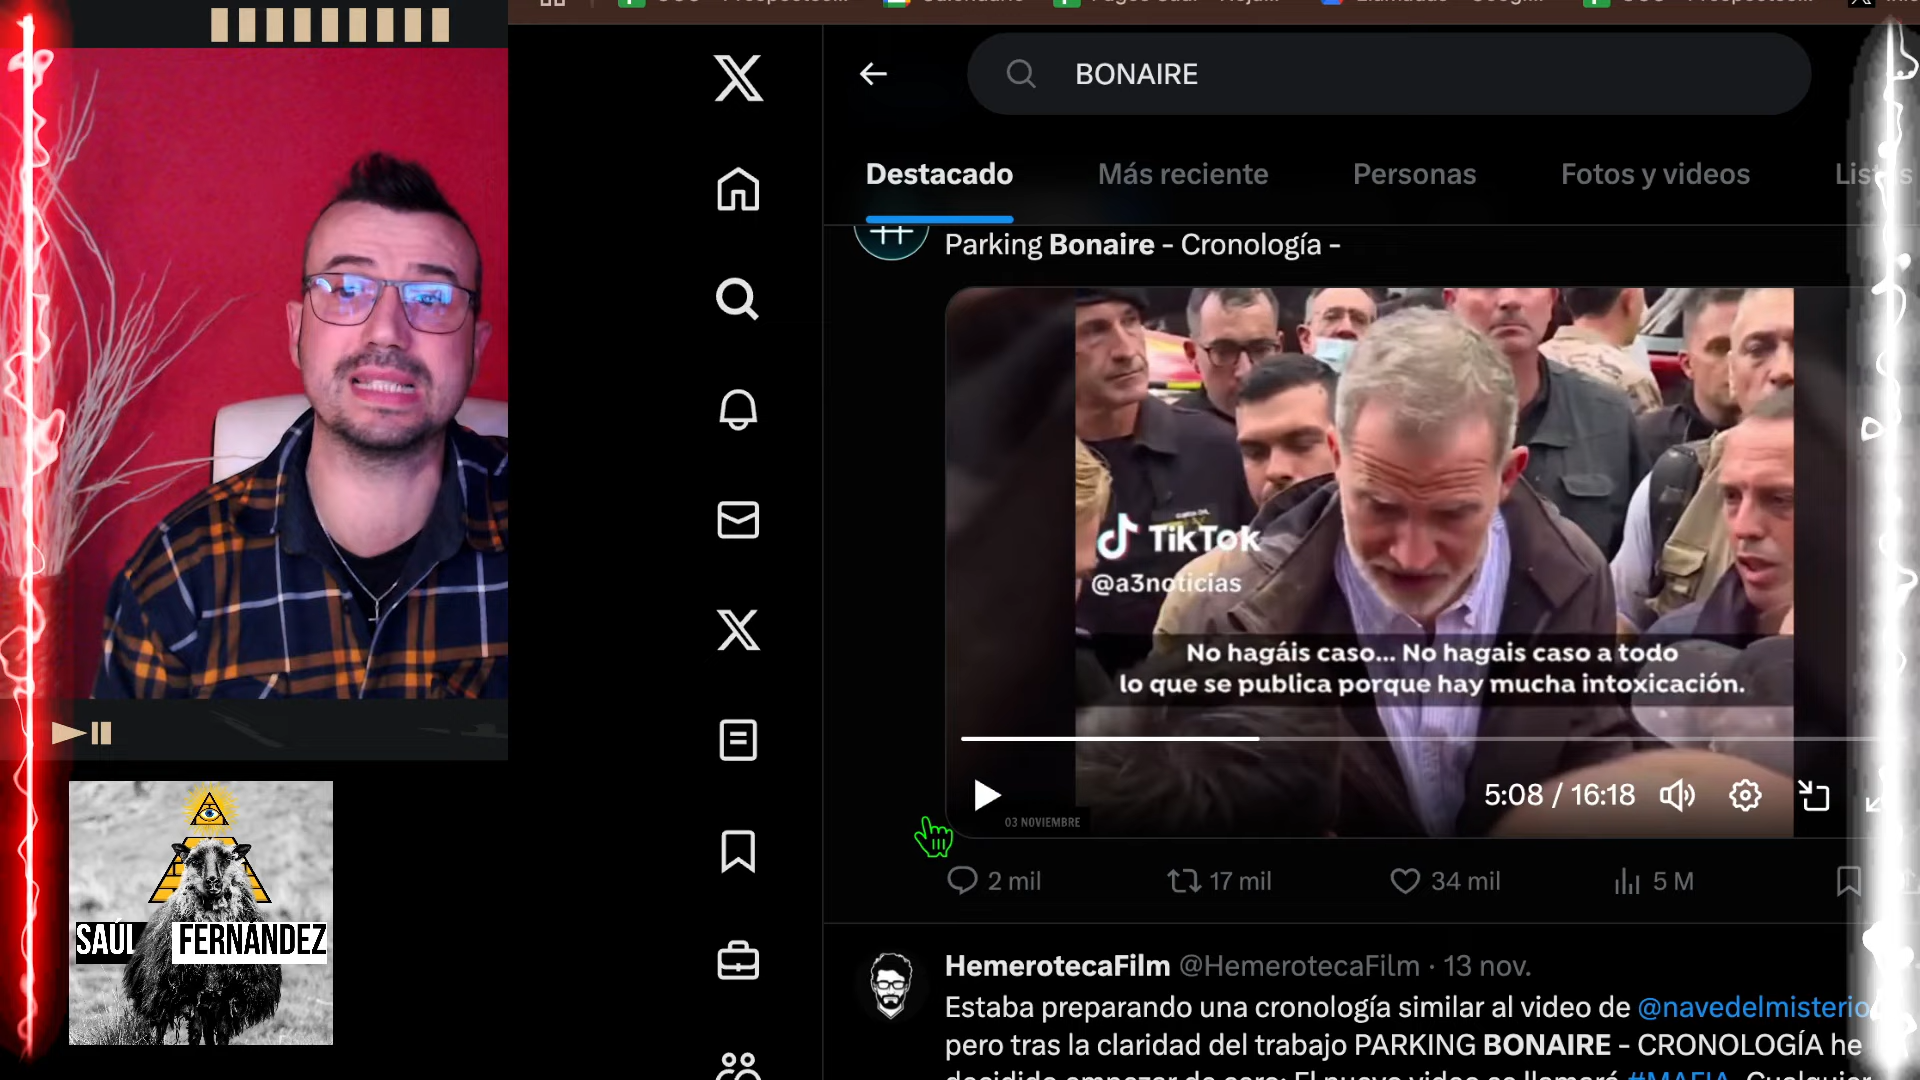 BONAIRE
Destacado
Más reciente
Personas
Fotos y videos
Parking Bonaire - Cronología -
TikTok
@a3noticias
No hagáis caso... No hagais caso a todo
lo que se publica porque hay mucha intoxicación.
5:08 / 16:18
03 NOVIEMBRE
2 mil
17 mil
34 mil
5 M
SAÚL FERNÁNDEZ
HemerotecaFilm @HemerotecaFilm · 13 nov.
Estaba preparando una cronología similar al video de @navedelmisterio
pero tras la claridad del trabajo PARKING BONAIRE - CRONOLOGÍA he